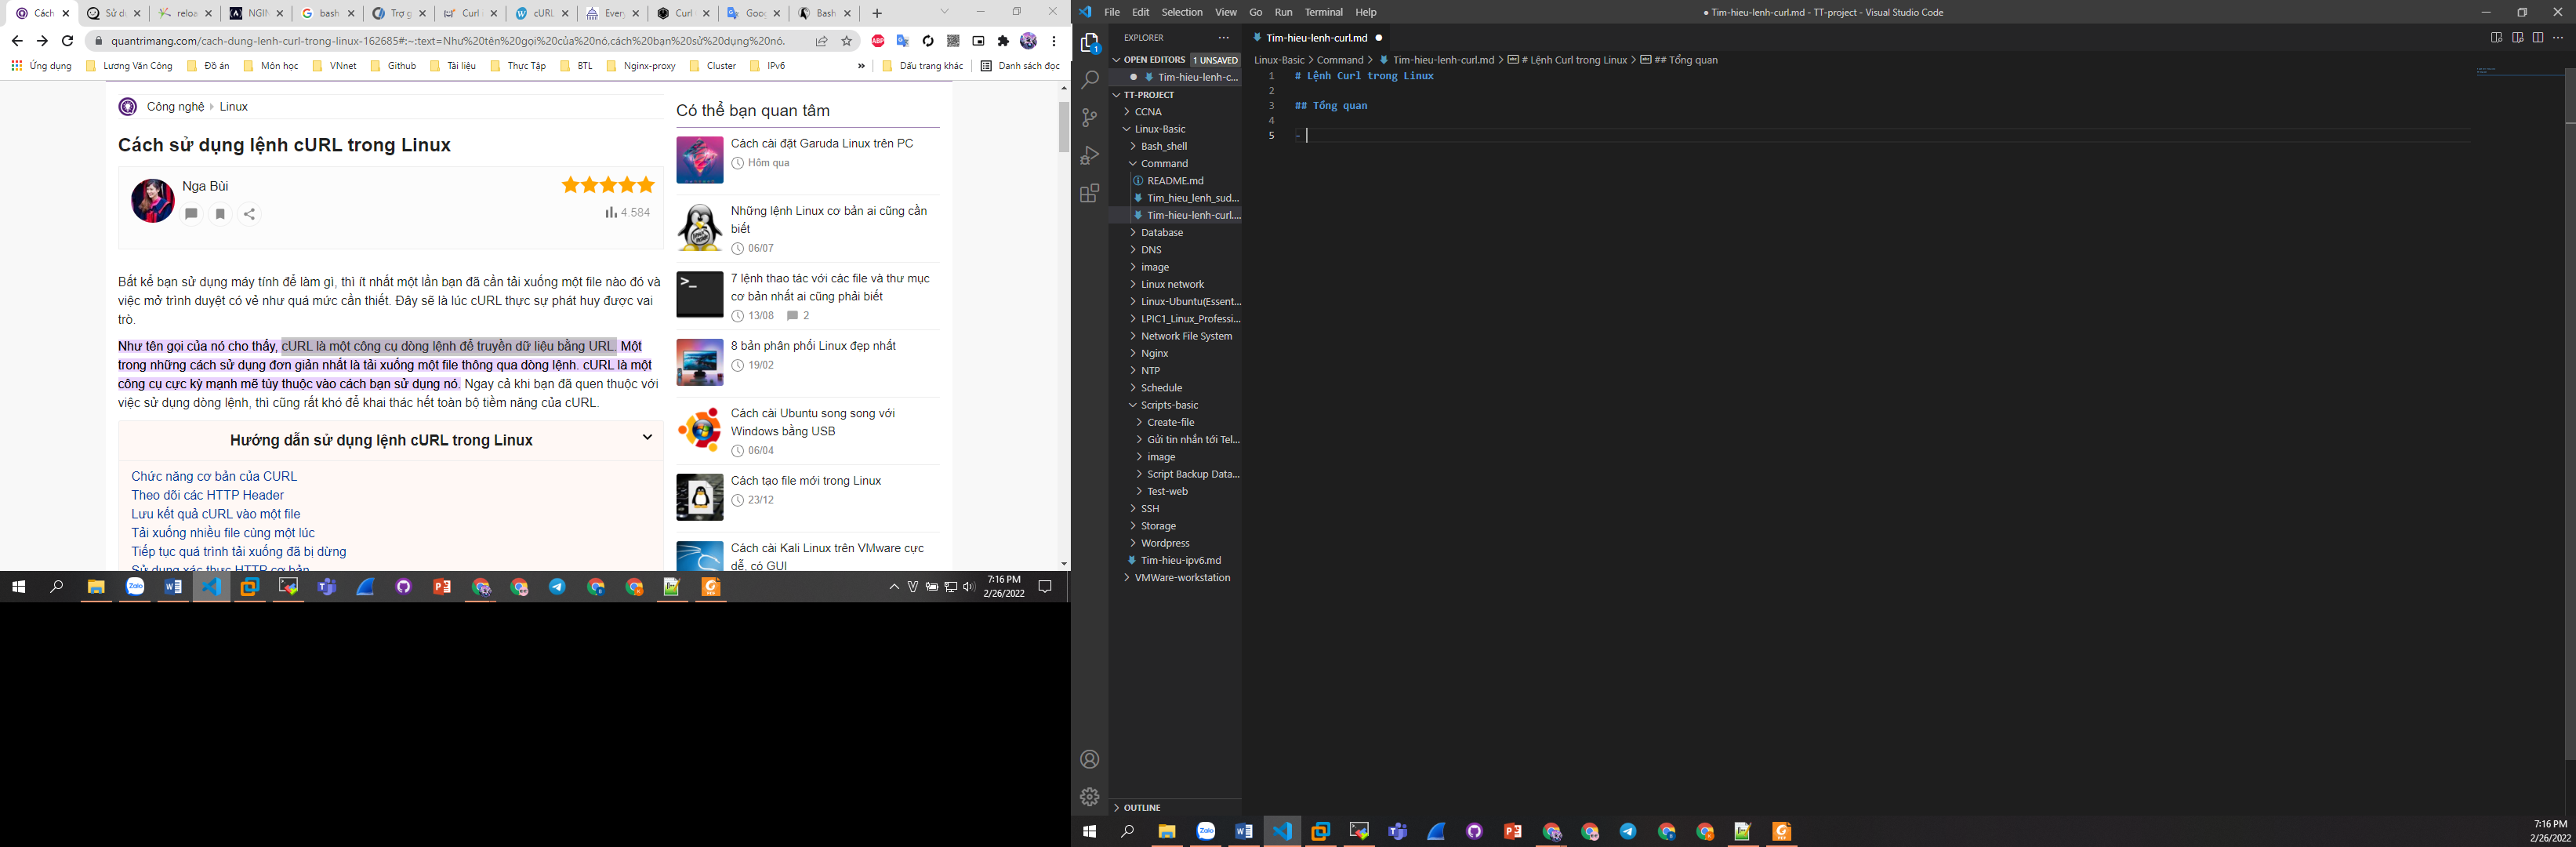 Cách
Sử dụ
reloa
NGIN
bash
Trợ g
Curl
cURL
Every
Curl
Goog
Bash
quantrimang.com/cach-dung-lenh-curl-trong-linux-162685#:~:text=Như%20tên%20gọi%20của%20nó,cách%20bạn%20sử%20dụng%20nó.
Ứng dụng
Lương Văn Công
Đồ án
Môn học
VNnet
Github
Tài liệu
Thực Tập
BTL
Nginx-proxy
Cluster
IPv6
»
Dấu trang khác
Danh sách đọc
Công nghệ
Linux
Cách sử dụng lệnh cURL trong Linux
Nga Bùi
4.584
Bất kể bạn sử dụng máy tính để làm gì, thì ít nhất một lần bạn đã cần tải xuống một file nào đó và
việc mở trình duyệt có vẻ như quá mức cần thiết. Đây sẽ là lúc cURL thực sự phát huy được vai
trò.
Như tên gọi của nó cho thấy, cURL là một công cụ dòng lệnh để truyền dữ liệu bằng URL. Một
trong những cách sử dụng đơn giản nhất là tải xuống một file thông qua dòng lệnh. cURL là một
công cụ cực kỳ mạnh mẽ tùy thuộc vào cách bạn sử dụng nó. Ngay cả khi bạn đã quen thuộc với
việc sử dụng dòng lệnh, thì cũng rất khó để khai thác hết toàn bộ tiềm năng của cURL.
Hướng dẫn sử dụng lệnh cURL trong Linux
Chức năng cơ bản của CURL
Theo dõi các HTTP Header
Lưu kết quả cURL vào một file
Tải xuống nhiều file cùng một lúc
Tiếp tục quá trình tải xuống đã bị dừng
Sử dụng xác thực HTTP cơ bản
Có thể bạn quan tâm
Cách cài đặt Garuda Linux trên PC
Hôm qua
Những lệnh Linux cơ bản ai cũng cần
biết
06/07
7 lệnh thao tác với các file và thư mục
cơ bản nhất ai cũng phải biết
13/08 2
8 bản phân phối Linux đẹp nhất
19/02
Cách cài Ubuntu song song với
Windows bằng USB
06/04
Cách tạo file mới trong Linux
23/12
Cách cài Kali Linux trên VMware cực
dễ, có GUI
7:16 PM
2/26/2022
File Edit Selection View Go Run Terminal Help
● Tim-hieu-lenh-curl.md - TT-project - Visual Studio Code
EXPLORER
OPEN EDITORS 1 UNSAVED
Tim-hieu-lenh-c...
TT-PROJECT
CCNA
Linux-Basic
Bash_shell
Command
README.md
Tim_hieu_lenh_sud...
Tim-hieu-lenh-curl....
Database
DNS
image
Linux network
Linux-Ubuntu(Essent...
LPIC1_Linux_Professi...
Network File System
Nginx
NTP
Schedule
Scripts-basic
Create-file
Gửi tin nhắn tới Tel...
image
Script Backup Data...
Test-web
SSH
Storage
Wordpress
Tim-hieu-ipv6.md
VMWare-workstation
OUTLINE
1
Tim-hieu-lenh-curl.md
Linux-Basic > Command > Tim-hieu-lenh-curl.md > # Lệnh Curl trong Linux > ## Tổng quan
1 # Lệnh Curl trong Linux
2
3 ## Tổng quan
4
5 -
7:16 PM
2/26/2022